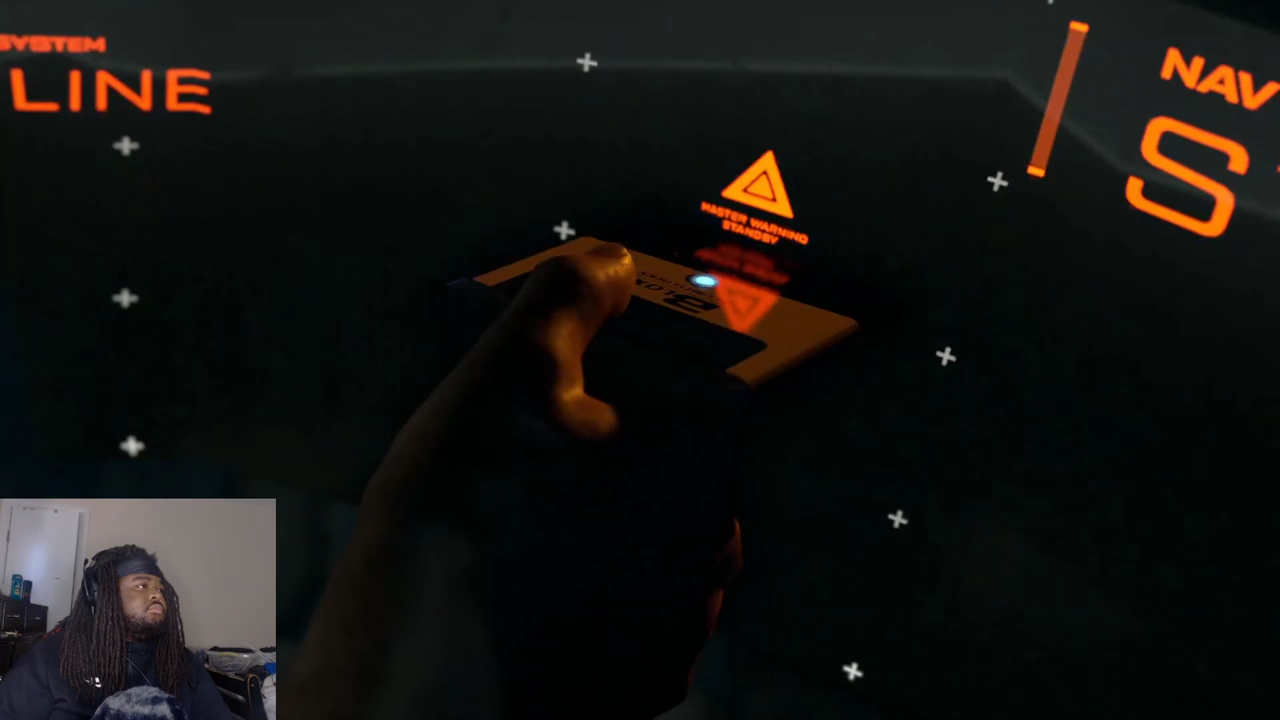 SYSTEM
LINE
NAV
S
MASTER WARNING
STANDBY